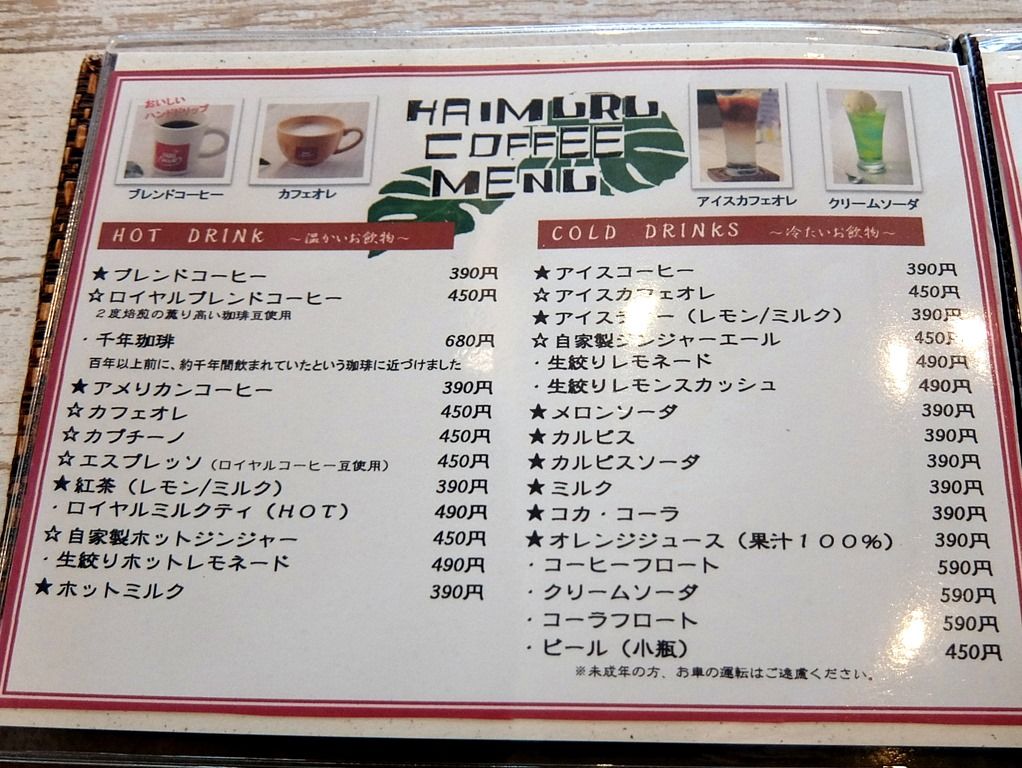 HAIMURU
COFFEE
MENU
おいしい
ハンドドリップ
ブレンドコーヒー
カフェオレ
アイスカフェオレ
クリームソーダ
HOT DRINK ～温かいお飲物～
★ブレンドコーヒー 390円
☆ロイヤルブレンドコーヒー 450円
２度焙煎の薫り高い珈琲豆使用
・千年珈琲 680円
百年以上前に、約千年間飲まれていたという珈琲に近づけました
★アメリカンコーヒー 390円
☆カフェオレ 450円
☆カプチーノ 450円
☆エスプレッソ（ロイヤルコーヒー豆使用） 450円
★紅茶（レモン/ミルク） 390円
・ロイヤルミルクティ（HOT） 490円
☆自家製ホットジンジャー 450円
・生絞りホットレモネード 490円
★ホットミルク 390円
COLD DRINKS ～冷たいお飲物～
★アイスコーヒー 390円
☆アイスカフェオレ 450円
★アイスティー（レモン/ミルク） 390円
☆自家製ジンジャーエール 450円
・生絞りレモネード 490円
・生絞りレモンスカッシュ 490円
★メロンソーダ 390円
★カルピス 390円
★カルピスソーダ 390円
★ミルク 390円
★コカ・コーラ 390円
★オレンジジュース（果汁１００％） 390円
・コーヒーフロート 590円
・クリームソーダ 590円
・コーラフロート 590円
・ビール（小瓶） 450円
※未成年の方、お車の運転はご遠慮ください。